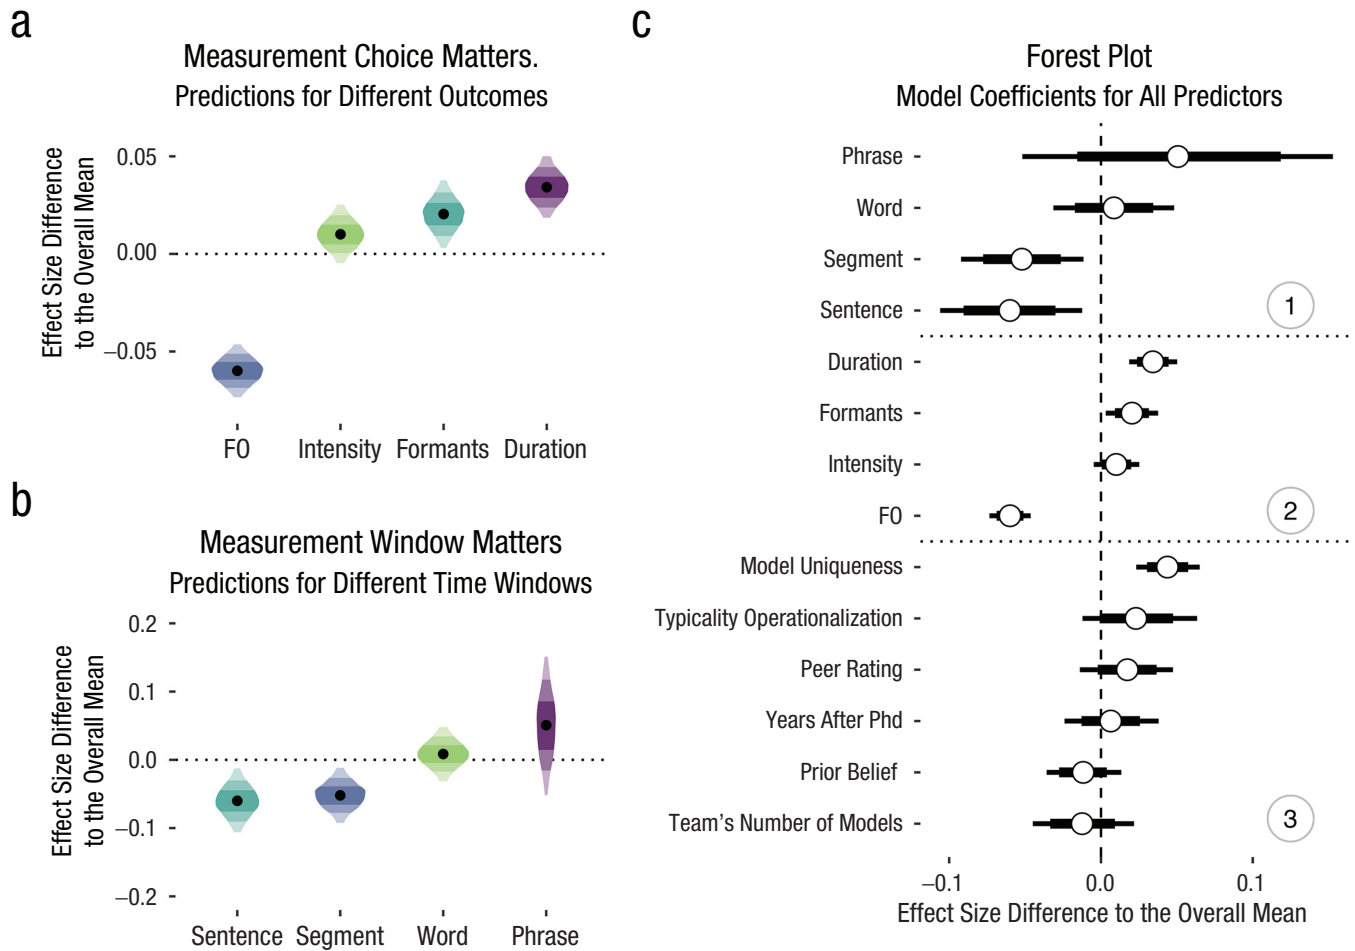 a
Measurement Choice Matters.
Predictions for Different Outcomes
Effect Size Difference
to the Overall Mean
0.05
0.00
−0.05
FO
Intensity
Formants
Duration
b
Measurement Window Matters
Predictions for Different Time Windows
Effect Size Difference
to the Overall Mean
0.2
0.1
0.0
−0.1
−0.2
Sentence
Segment
Word
Phrase
c
Forest Plot
Model Coefficients for All Predictors
Phrase
Word
Segment
Sentence
1
Duration
Formants
Intensity
FO
2
Model Uniqueness
Typicality Operationalization
Peer Rating
Years After Phd
Prior Belief
Team's Number of Models
3
−0.1
0.0
0.1
Effect Size Difference to the Overall Mean